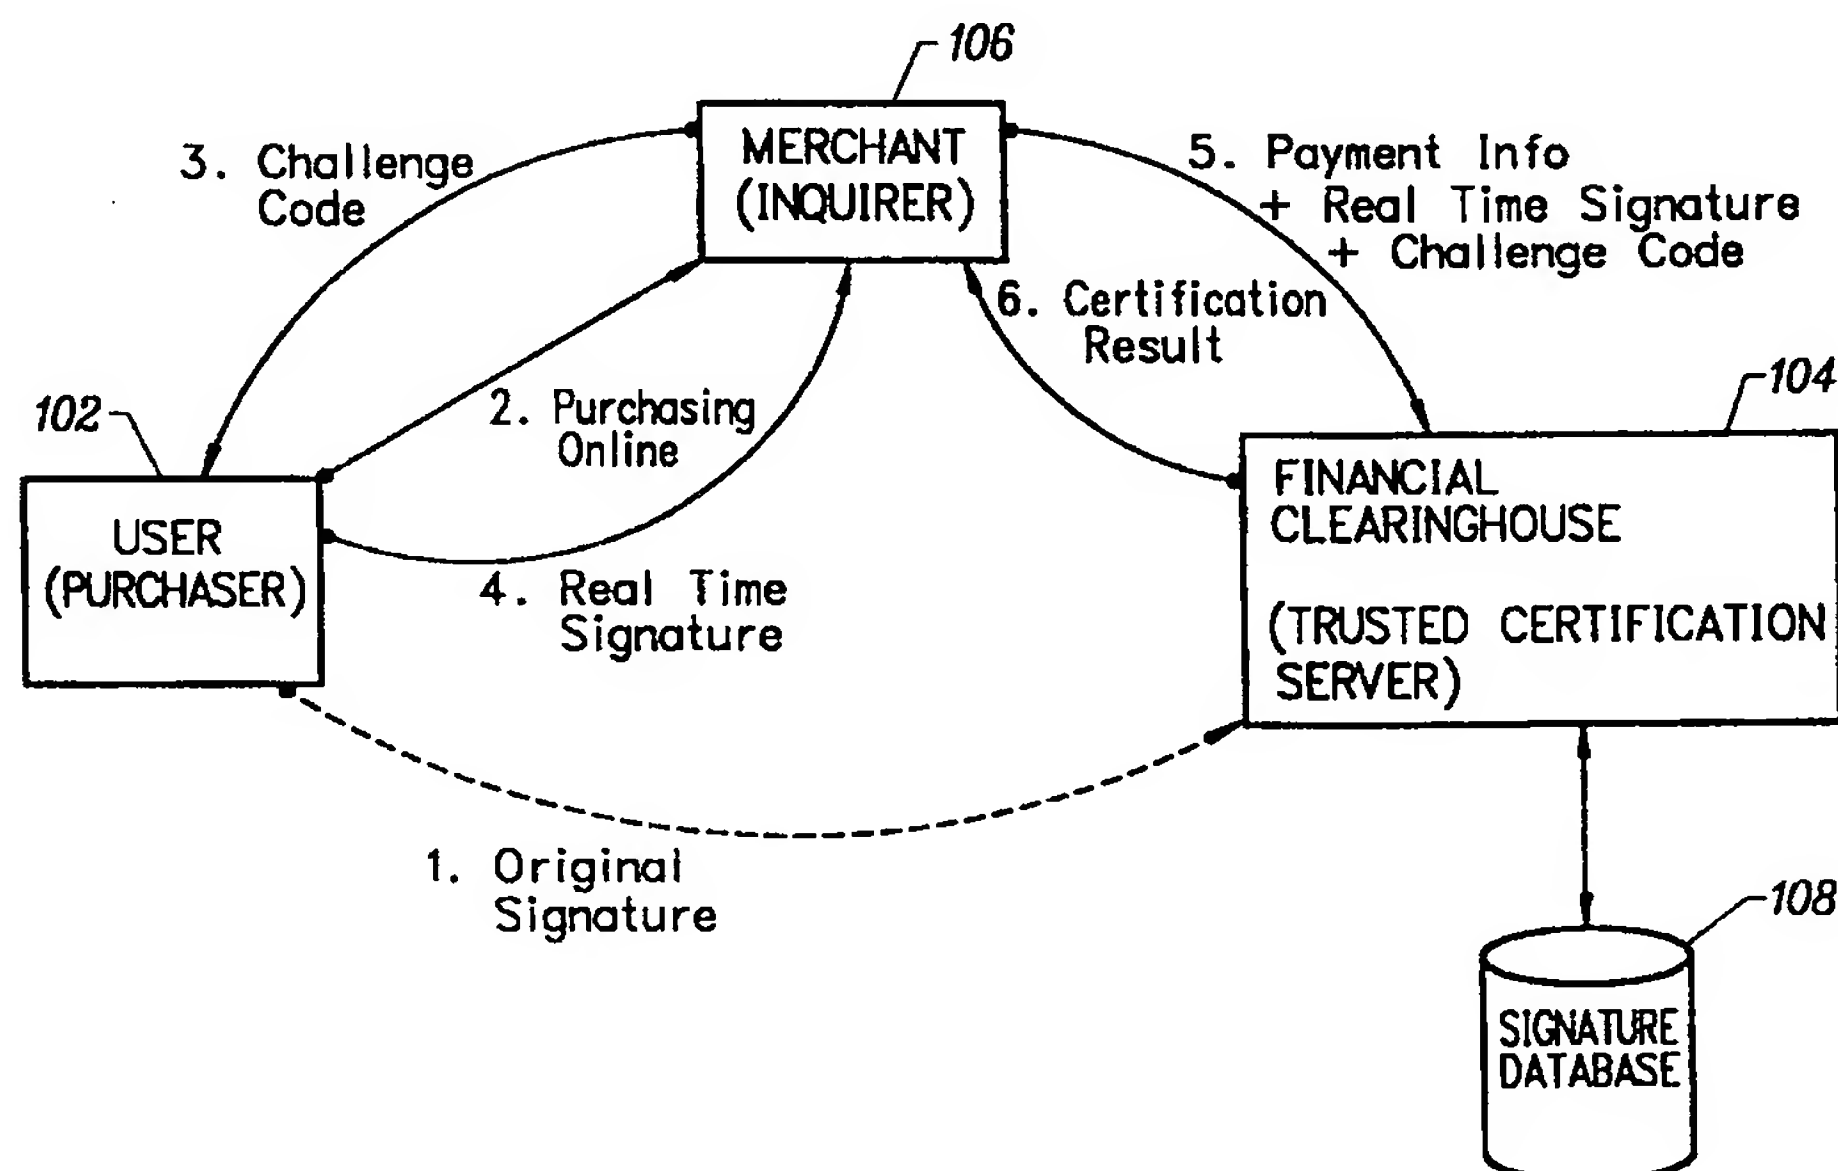 106
MERCHANT
(INQUIRER)
3. Challenge
Code
5. Payment Info
+ Real Time Signature
+ Challenge Code
6. Certification
Result
104
102
2. Purchasing
Online
USER
(PURCHASER)
FINANCIAL
CLEARINGHOUSE
(TRUSTED CERTIFICATION
SERVER)
4. Real Time
Signature
1. Original
Signature
108
SIGNATURE
DATABASE